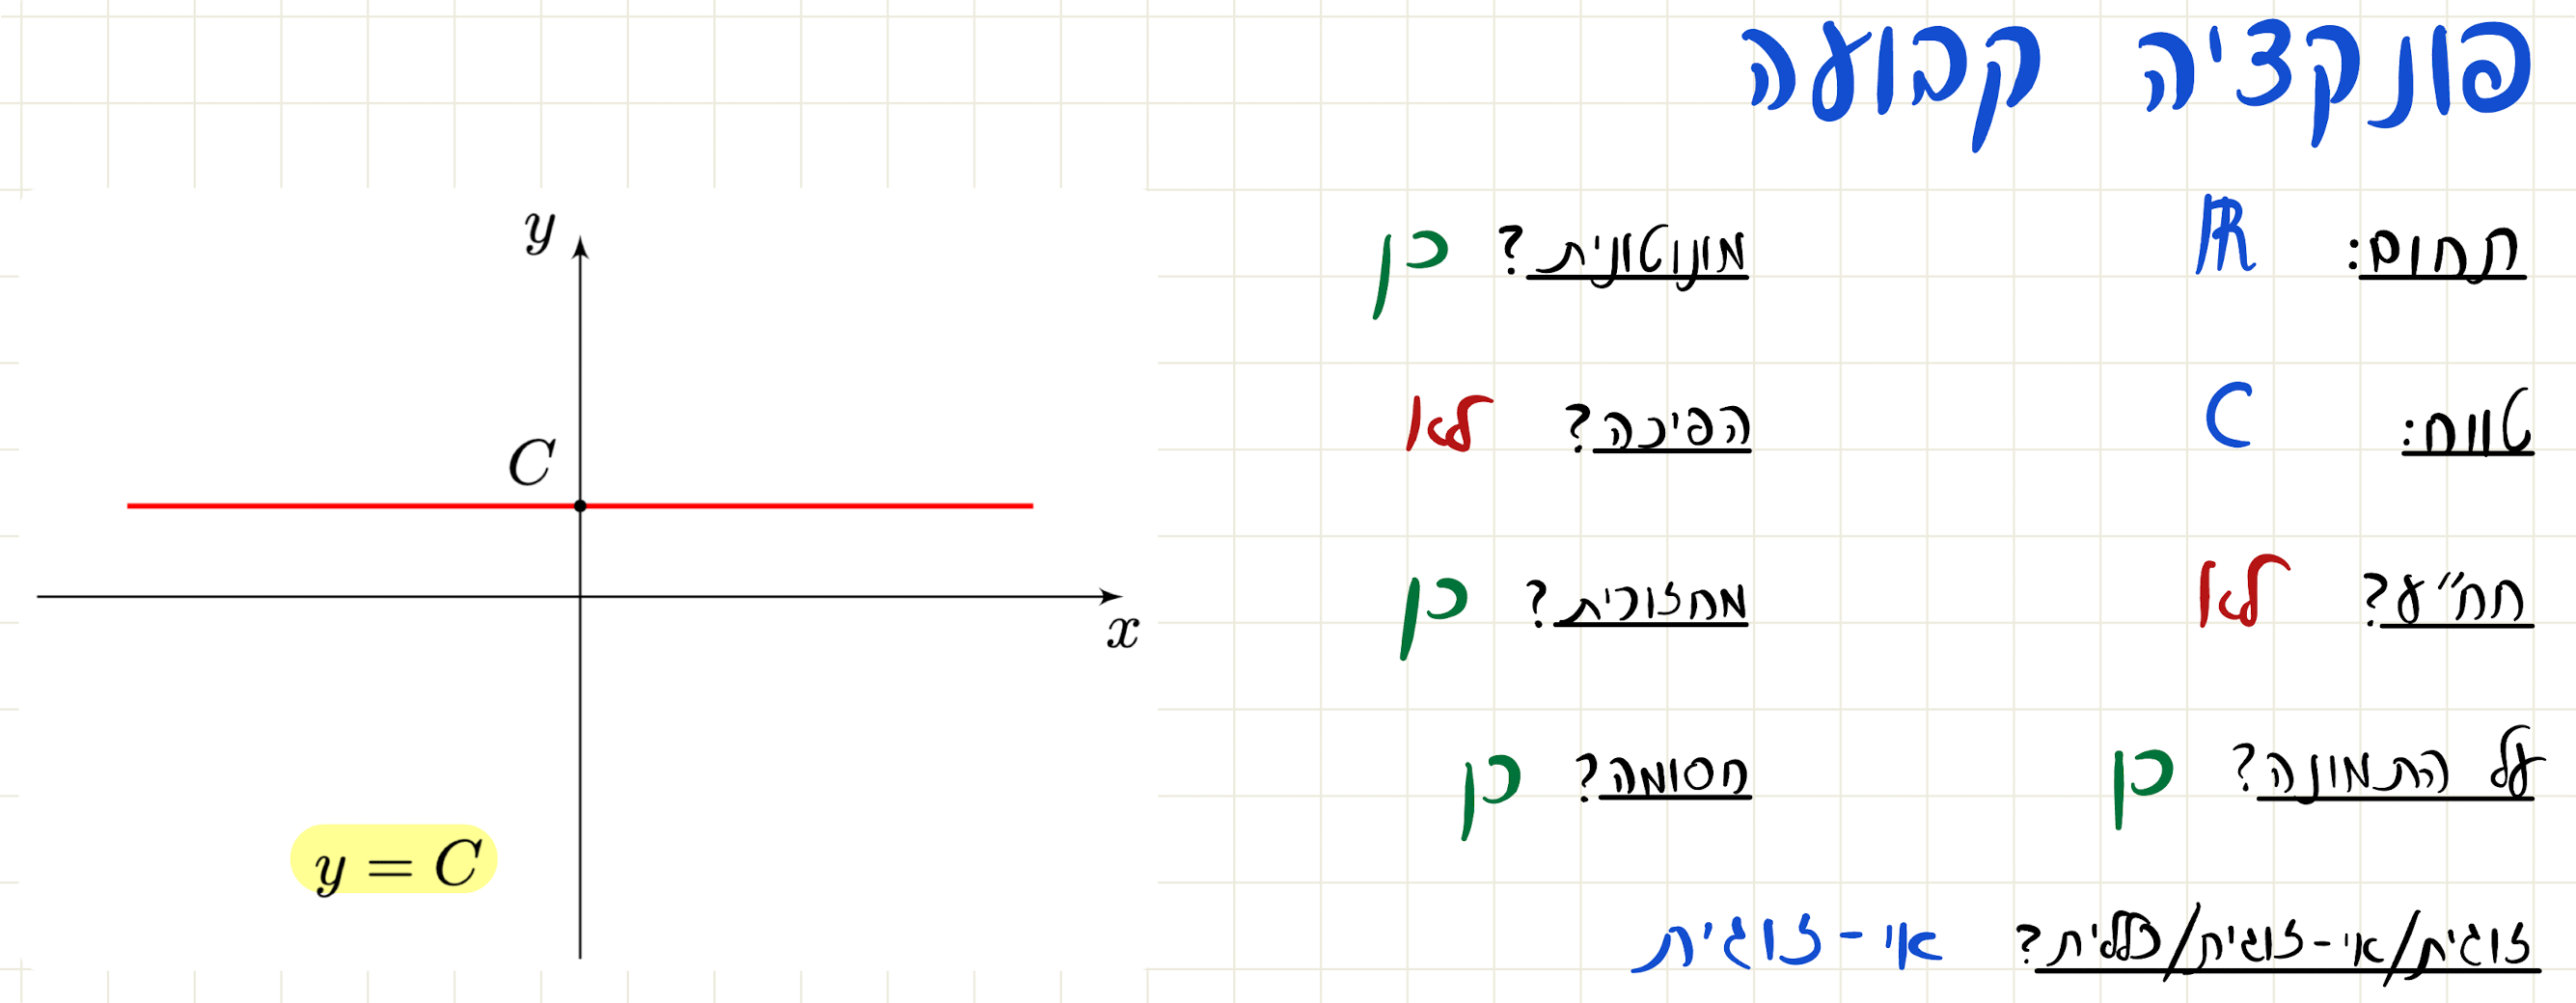 פונקציה קבועה
תחום: ℝ
מונוטונית? כן
טווח: C
הפיכה? לא
חח״ע? לא
מחזורית? כן
על התמונה? כן
חסומה? כן
זוגית/אי-זוגית/כללית? אי-זוגית
y
C
x
y = C